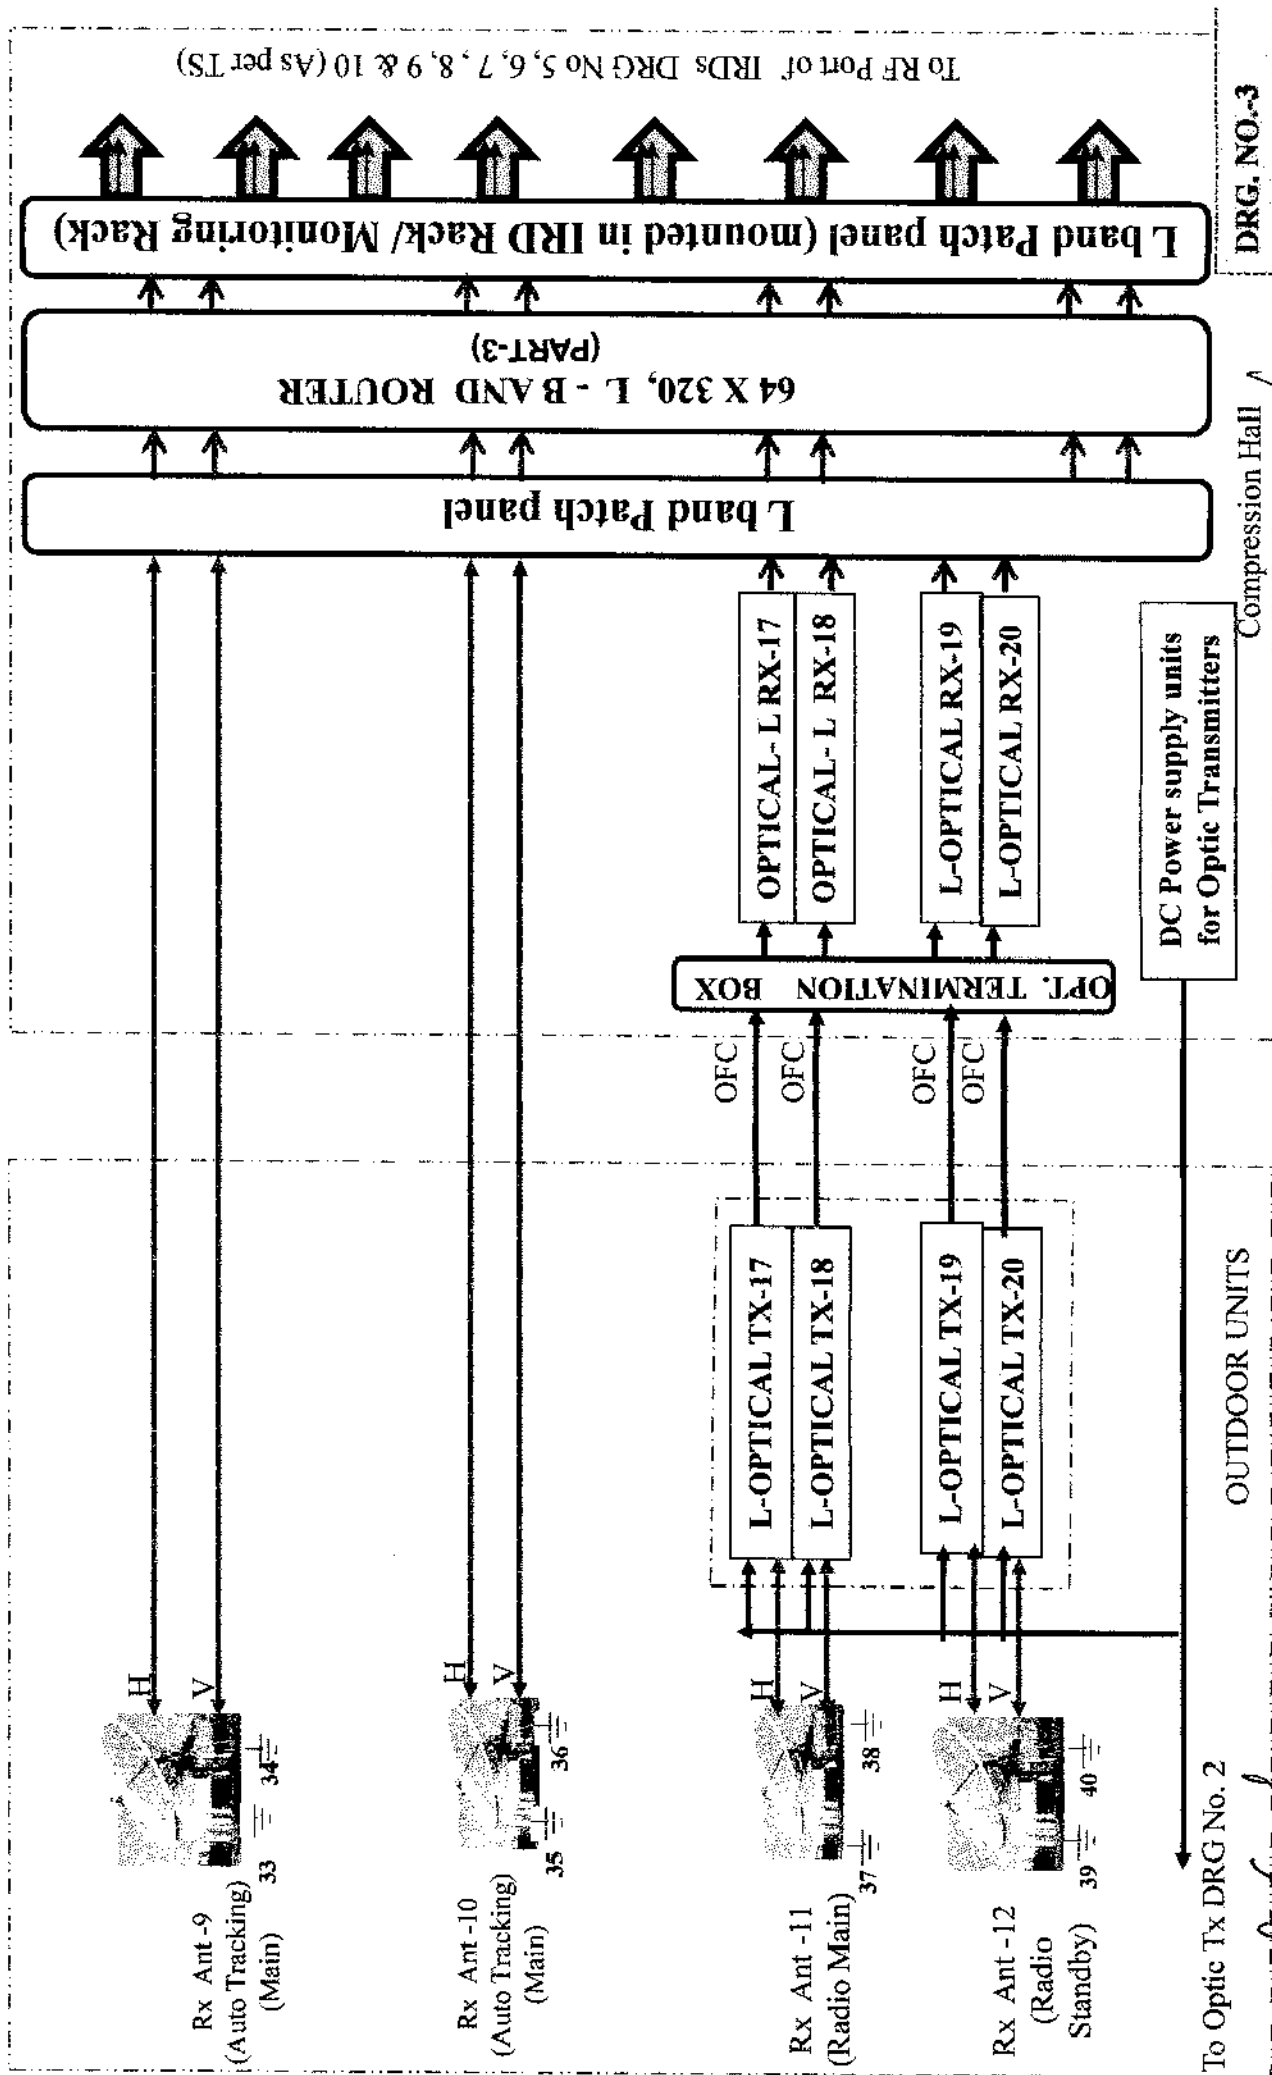 Rx Ant -9
(Auto Tracking)
(Main)
33
34
H
V
Rx Ant -10
(Auto Tracking)
(Main)
35
36
H
V
Rx Ant -11
(Radio Main)
37
38
H
V
Rx Ant -12
(Radio
Standby)
39
40
H
V
L-OPTICAL TX-17
L-OPTICAL TX-18
L-OPTICAL TX-19
L-OPTICAL TX-20
OFC
OFC
OFC
OFC
OPT. TERMINATION BOX
OPTICAL- L RX-17
OPTICAL- L RX-18
L-OPTICAL RX-19
L-OPTICAL RX-20
L band Patch panel
64 X 320, L - BAND ROUTER
(PART-3)
L band Patch panel (mounted in IRD Rack/ Monitoring Rack)
To RF Port of IRDs DRG No 5, 6, 7, 8, 9 & 10 (As per TS)
DC Power supply units
for Optic Transmitters
To Optic Tx DRG No. 2
OUTDOOR UNITS
Compression Hall
DRG. NO.-3